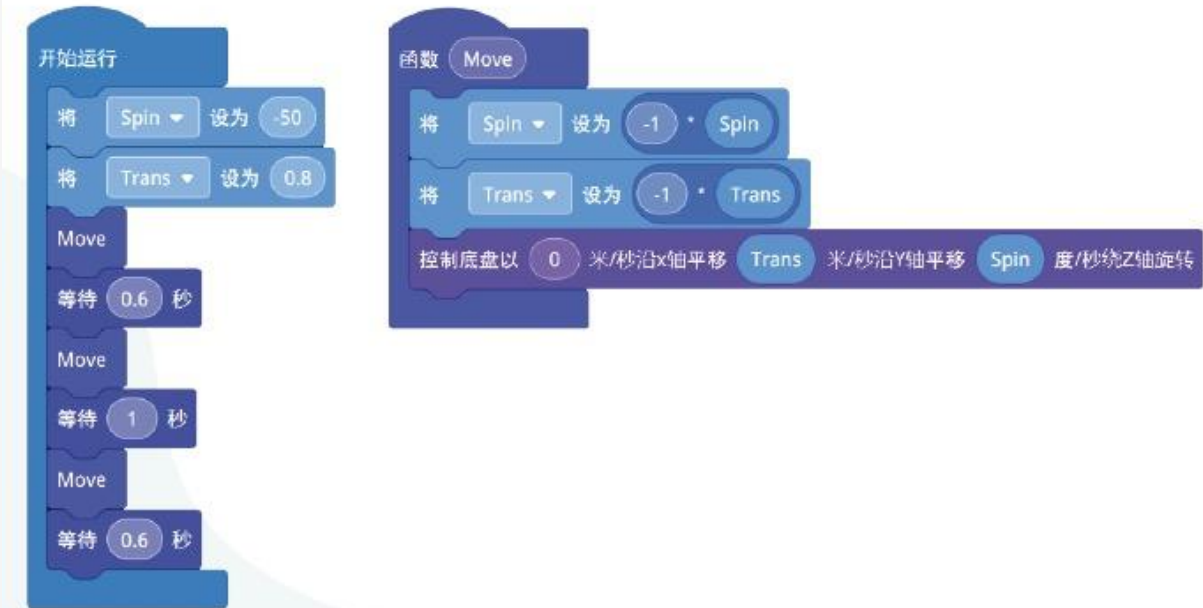 开始运行
将 Spin 设为 -50
将 Trans 设为 0.8
Move
等待 0.6 秒
Move
等待 1 秒
Move
等待 0.6 秒
函数 Move
将 Spin 设为 -1 * Spin
将 Trans 设为 -1 * Trans
控制底盘以 0 米/秒沿x轴平移 Trans 米/秒沿Y轴平移 Spin 度/秒绕Z轴旋转